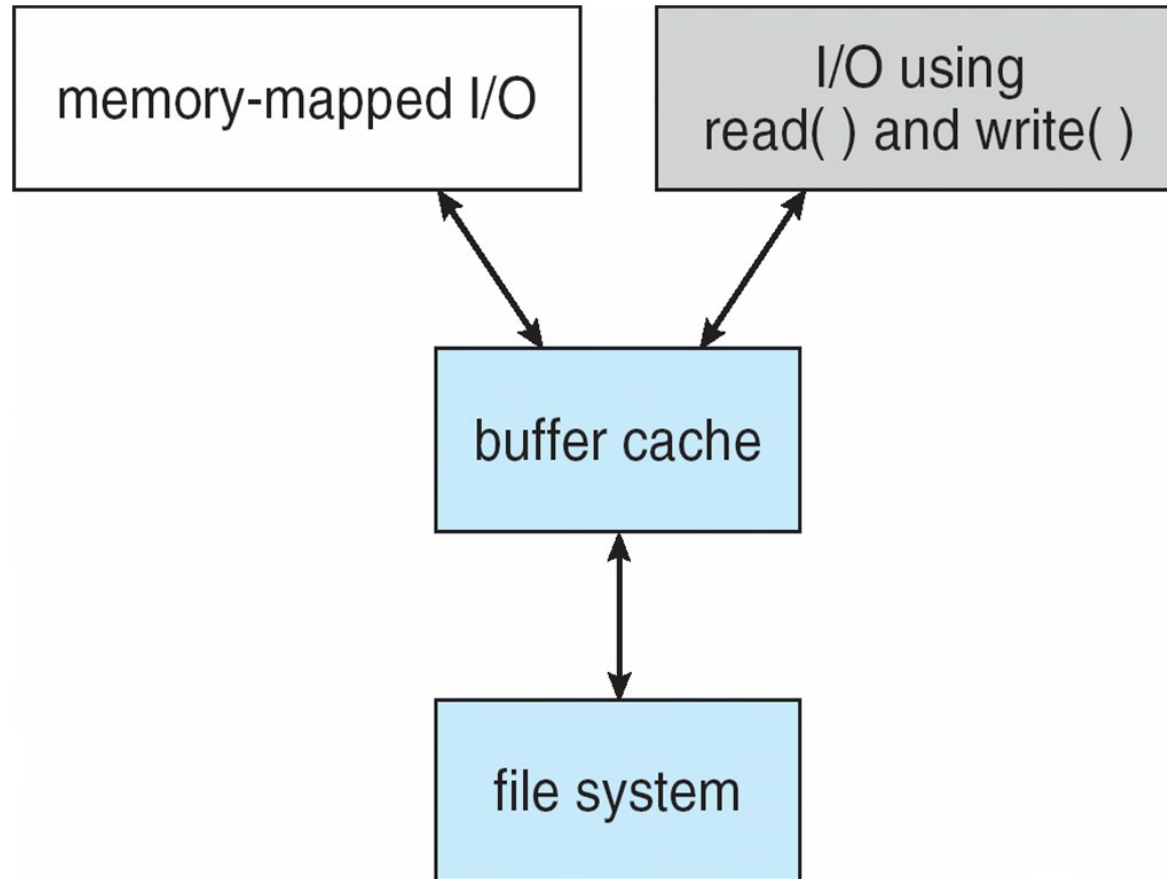 memory-mapped I/O
I/O using
read( ) and write( )
buffer cache
file system